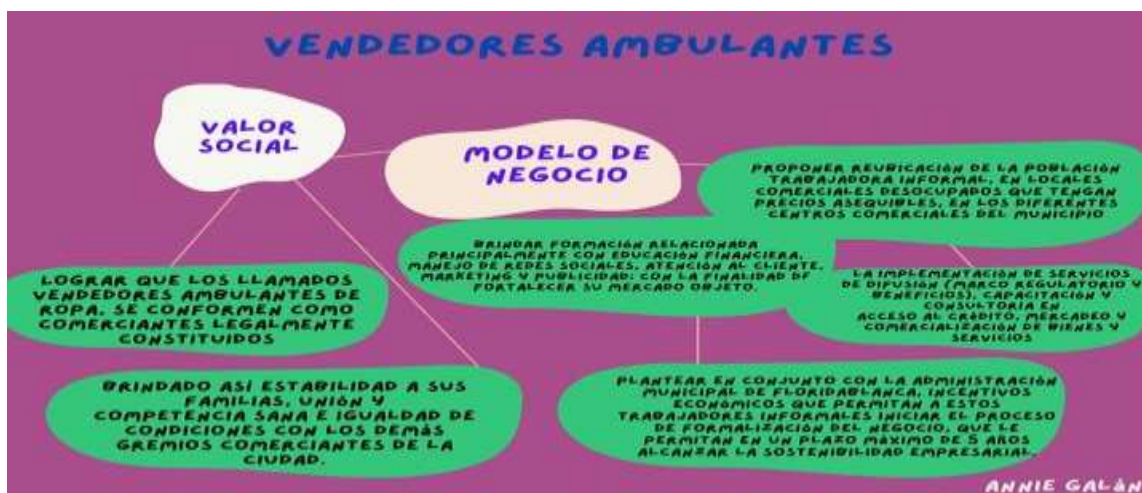 VENDEDORES AMBULANTES
VALOR
SOCIAL
MODELO DE
NEGOCIO
PROPONER REUBICACIÓN DE LA POBLACIÓN
TRABAJADORA INFORMAL, EN LOCALES
COMERCIALES DESOCUPADOS QUE TENGAN
PRECIOS ASEQUIBLES, EN LOS DIFERENTES
CENTROS COMERCIALES DEL MUNICIPIO
BRINDAR FORMACIÓN RELACIONADA
PRINCIPALMENTE CON EDUCACIÓN FINANCIERA,
MANEJO DE REDES SOCIALES, ATENCIÓN AL CLIENTE,
MARKETING Y PUBLICIDAD; CON LA FINALIDAD DE
FORTALECER SU MERCADO OBJETO.
LA IMPLEMENTACIÓN DE SERVICIOS
DE DIFUSIÓN (MARCO REGULATORIO Y
BENEFICIOS), CAPACITACIÓN Y
CONSULTORÍA EN
ACCESO AL CRÉDITO, MERCADEO Y
COMERCIALIZACIÓN DE BIENES Y
SERVICIOS
LOGRAR QUE LOS LLAMADOS
VENDEDORES AMBULANTES DE
ROPA, SE CONFORMEN COMO
COMERCIANTES LEGALMENTE
CONSTITUIDOS
BRINDADO ASÍ ESTABILIDAD A SUS
FAMILIAS, UNIÓN Y
COMPETENCIA SANA E IGUALDAD DE
CONDICIONES CON LOS DEMÁS
GREMIOS COMERCIANTES DE LA
CIUDAD.
PLANTEAR EN CONJUNTO CON LA ADMINISTRACIÓN
MUNICIPAL DE FLORIDABLANCA, INCENTIVOS
ECONÓMICOS QUE PERMITAN A ESTOS
TRABAJADORES INFORMALES INICIAR EL PROCESO
DE FORMALIZACIÓN DEL NEGOCIO, QUE LE
PERMITAN EN UN PLAZO MÁXIMO DE 5 AÑOS
ALCANZAR LA SOSTENIBILIDAD EMPRESARIAL.
ANNIE GALÁN